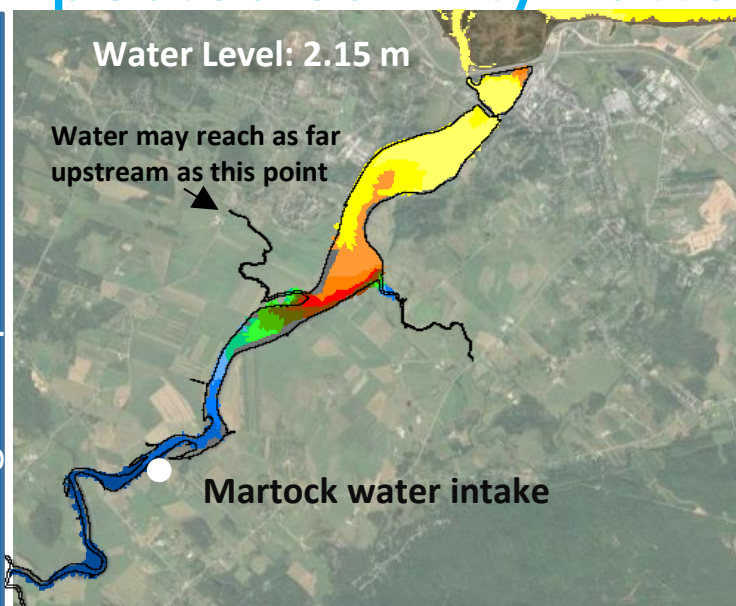 Water Level: 2.15 m
Water may reach as far
upstream as this point
Martock water intake